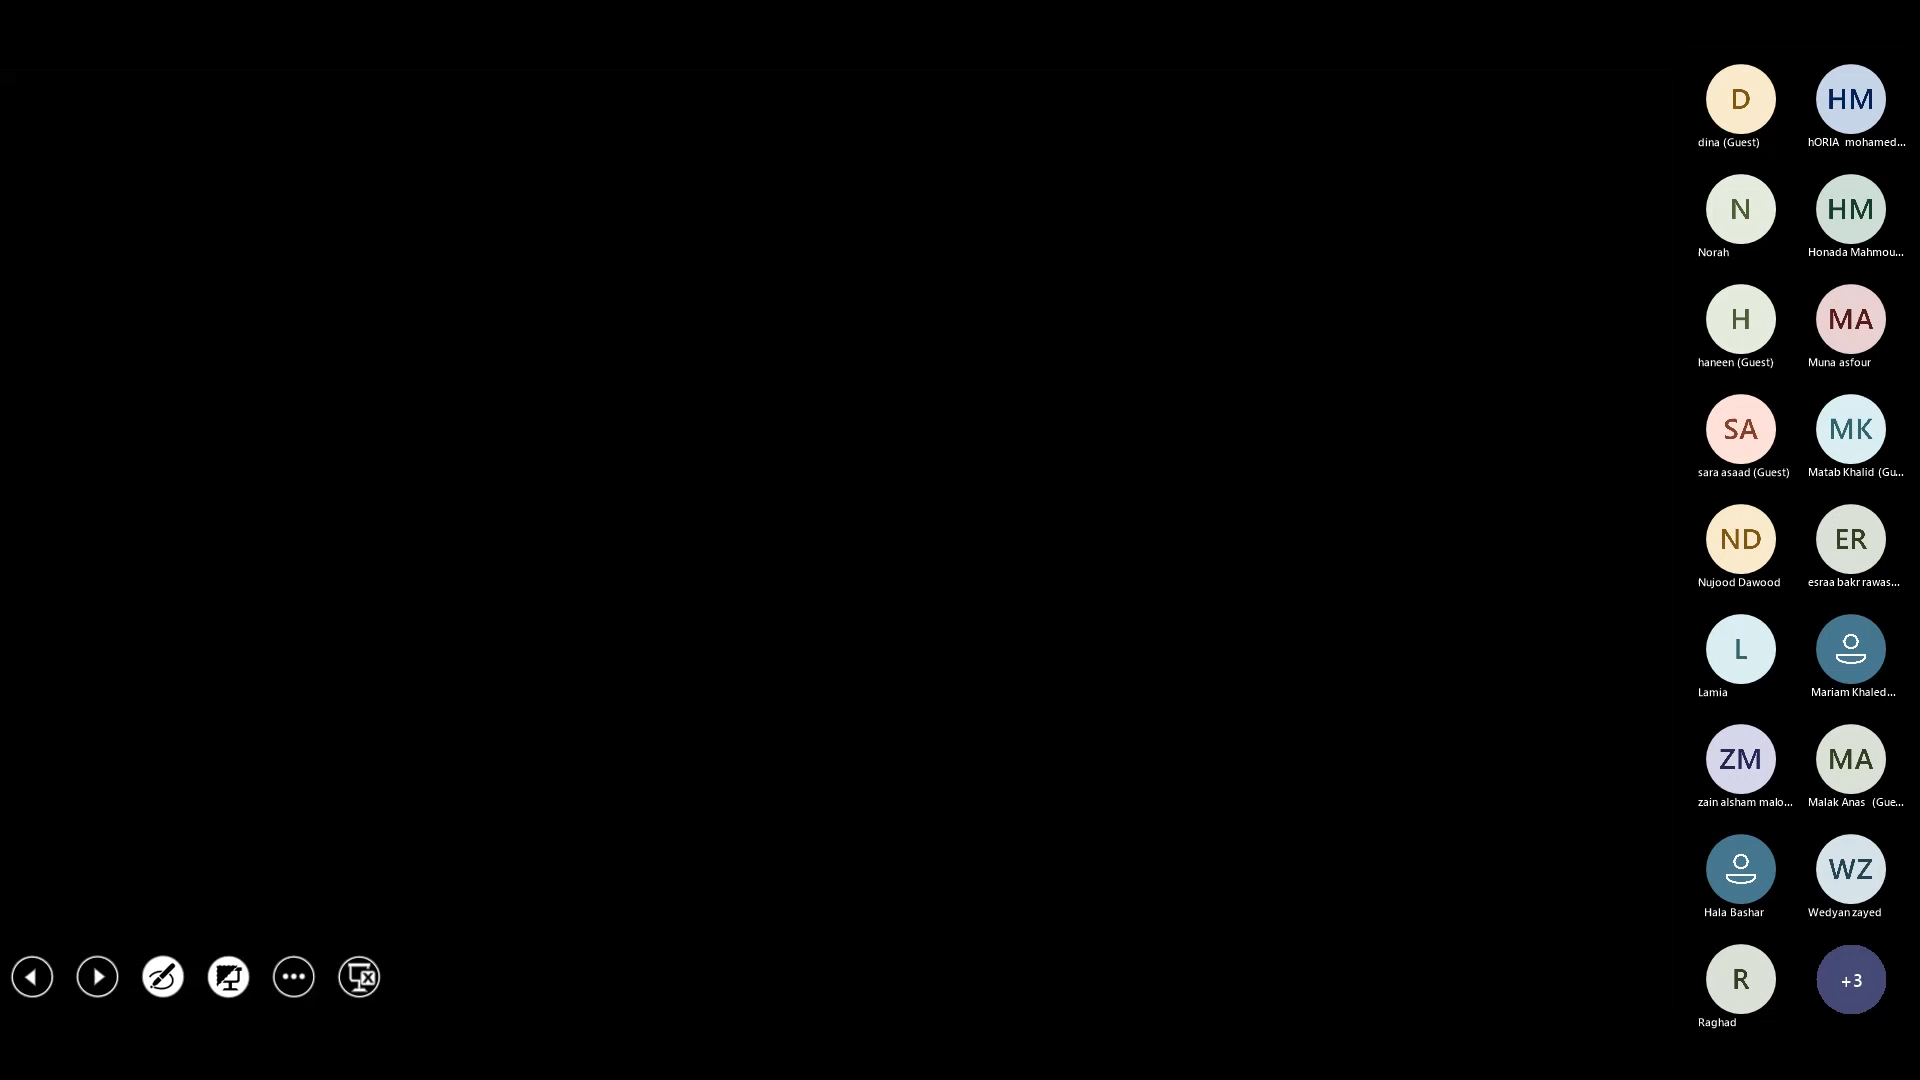 D HM
dina (Guest) hORIA mohamed...
N HM
Norah Honada Mahmou...
H MA
haneen (Guest) Muna asfour
SA MK
sara asaad (Guest) Matab Khalid (Gu...
ND ER
Nujood Dawood esraa bakr rawas...
L
Lamia Mariam Khaled...
ZM MA
zain alsham malo... Malak Anas (Gue...
WZ
Hala Bashar Wedyan zayed
R +3
Raghad